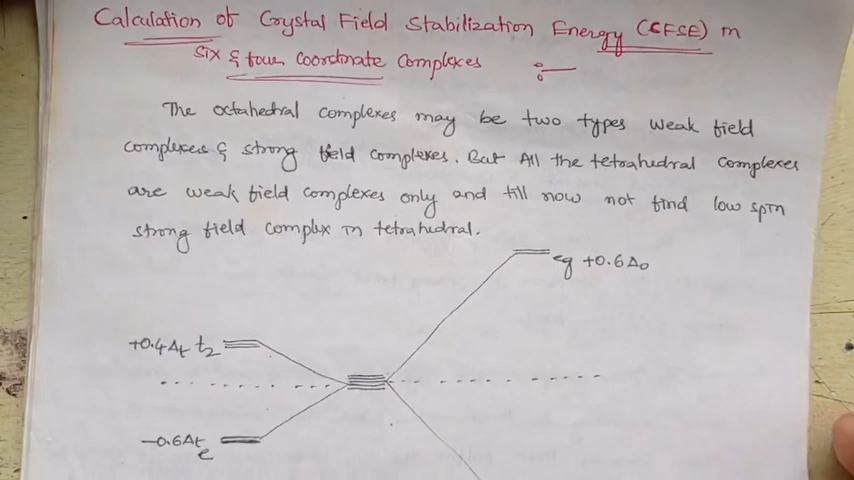 Calculation of Crystal Field Stabilization Energy (CFSE) in
six & four coordinate complexes
The octahedral complexes may be two types weak field
complexes & strong field complexes. But All the tetrahedral complexes
are weak field complexes only and till now not find low spin
strong field complex in tetrahedral.
eg +0.6Δo
+0.4Δt t2
-0.6Δt
e